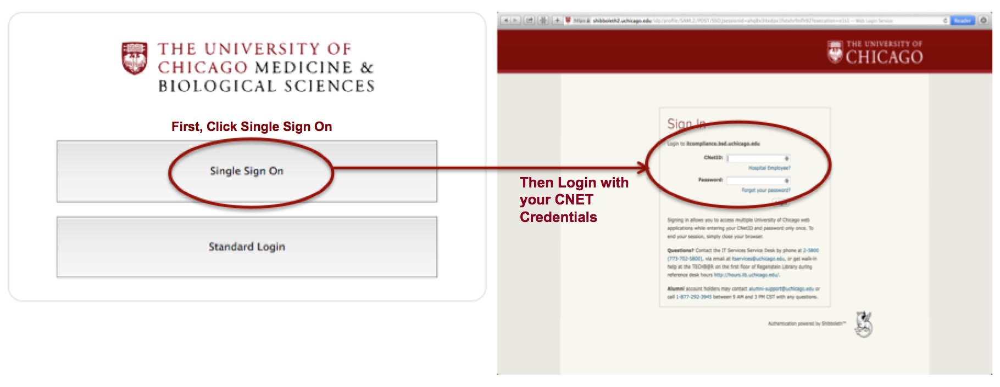 THE UNIVERSITY OF
CHICAGO MEDICINE &
BIOLOGICAL SCIENCES
First, Click Single Sign On
Single Sign On
Standard Login
https shibboleth2.uchicago.edu
Web Login Service
Reader
THE UNIVERSITY OF
CHICAGO
Sign In
Login to itcompliance.bsd.uchicago.edu
CNetID:
Hospital Employee?
Password:
Forgot your password?
Then Login with
your CNET
Credentials
Signing in allows you to access multiple University of Chicago web
applications while entering your CNetID and password only once. To
end your session, simply close your browser.
Questions? Contact the IT Services Service Desk by phone at 2-5800
(773-702-5800), via email at itservices@uchicago.edu, or get walk-in
help at the TECHB@R on the first floor of Regenstein Library during
reference desk hours http://hours.lib.uchicago.edu/.
Alumni account holders may contact alumni-support@uchicago.edu or
call 1-877-292-3945 between 9 AM and 3 PM CST with any questions.
Authentication powered by Shibboleth™